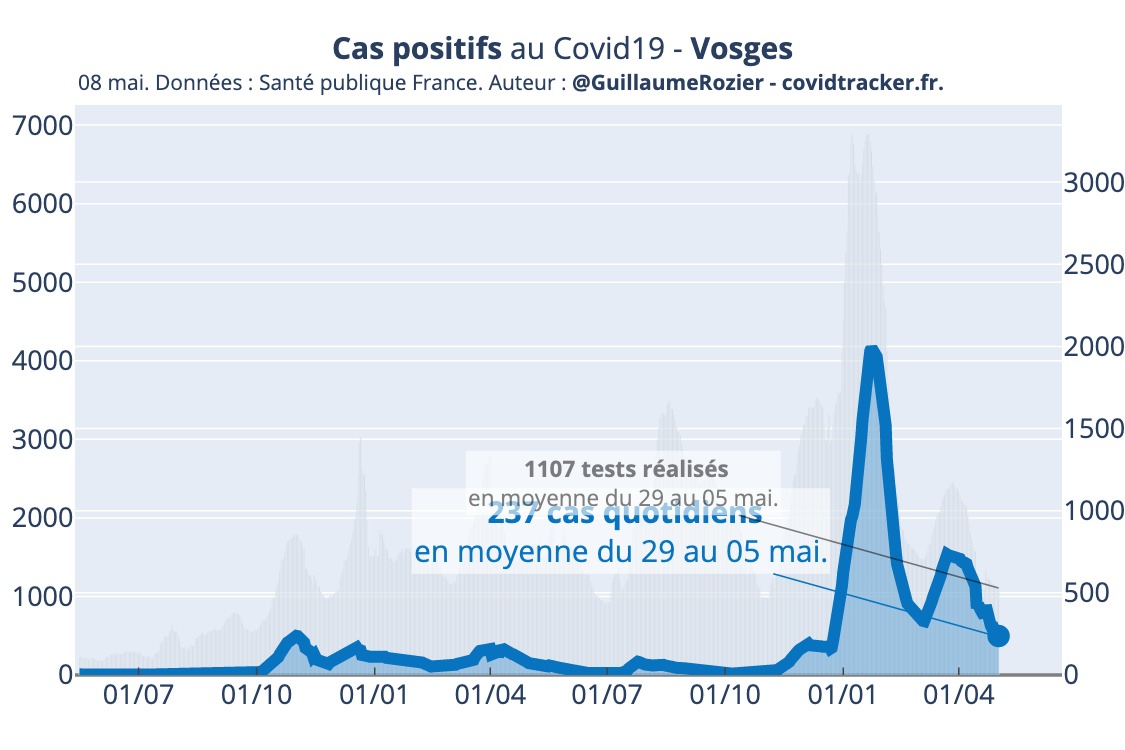 Cas positifs au Covid19 - Vosges
08 mai. Données : Santé publique France. Auteur : @GuillaumeRozier - covidtracker.fr.
7000
6000
5000
4000
3000
2000
1000
0
3000
2500
2000
1500
1000
500
0
1107 tests réalisés
en moyenne du 29 au 05 mai.
237 cas quotidiens
en moyenne du 29 au 05 mai.
01/07 01/10 01/01 01/04 01/07 01/10 01/01 01/04